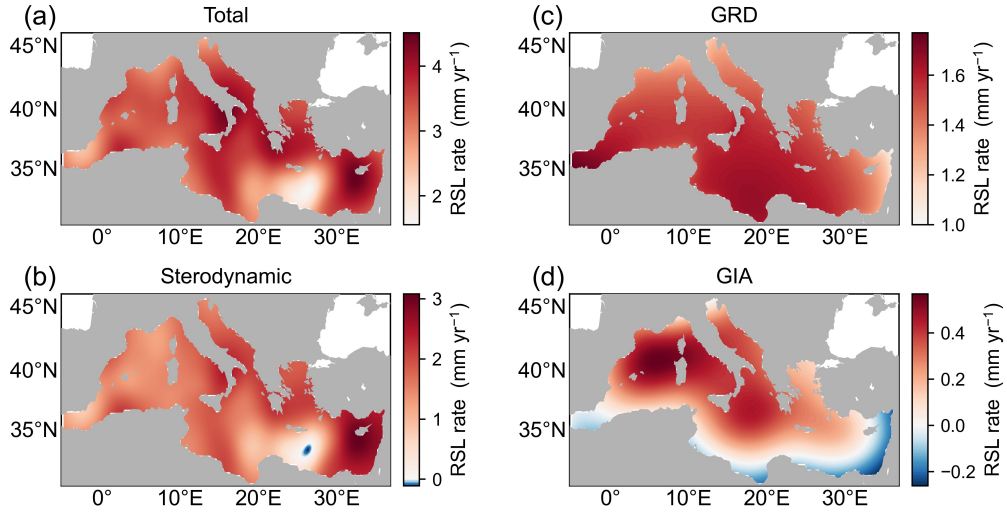 (a) Total
45°N
40°N
35°N
0° 10°E 20°E 30°E
4
3
2
RSL rate (mm yr⁻¹)
(c) GRD
45°N
40°N
35°N
0° 10°E 20°E 30°E
1.6
1.4
1.2
1.0
RSL rate (mm yr⁻¹)
(b) Sterodynamic
45°N
40°N
35°N
0° 10°E 20°E 30°E
3
2
1
0
RSL rate (mm yr⁻¹)
(d) GIA
45°N
40°N
35°N
0° 10°E 20°E 30°E
0.4
0.2
0.0
−0.2
RSL rate (mm yr⁻¹)